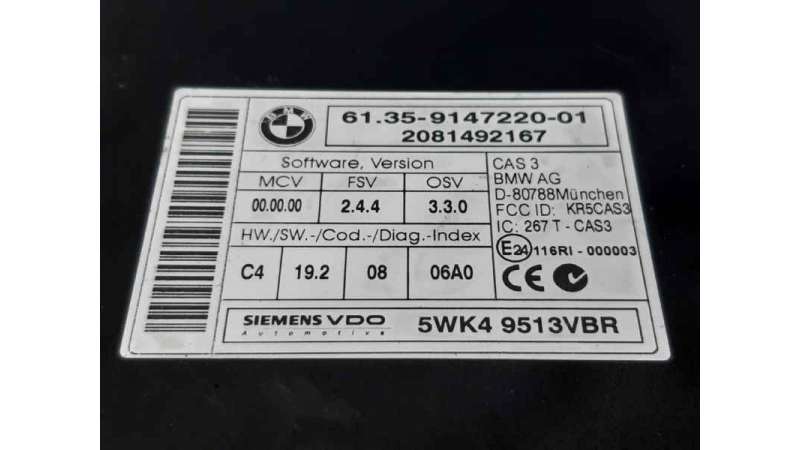 BMW
61.35-9147220-01
2081492167
Software, Version
MCV FSV OSV
00.00.00 2.4.4 3.3.0
HW./SW.-/Cod.-/Diag.-Index
C4 19.2 08 06A0
CAS 3
BMW AG
D-80788München
FCC ID: KR5CAS3
IC: 267 T - CAS3
E24 116RI - 000003
CE N
SIEMENS VDO
Automotive
5WK4 9513VBR